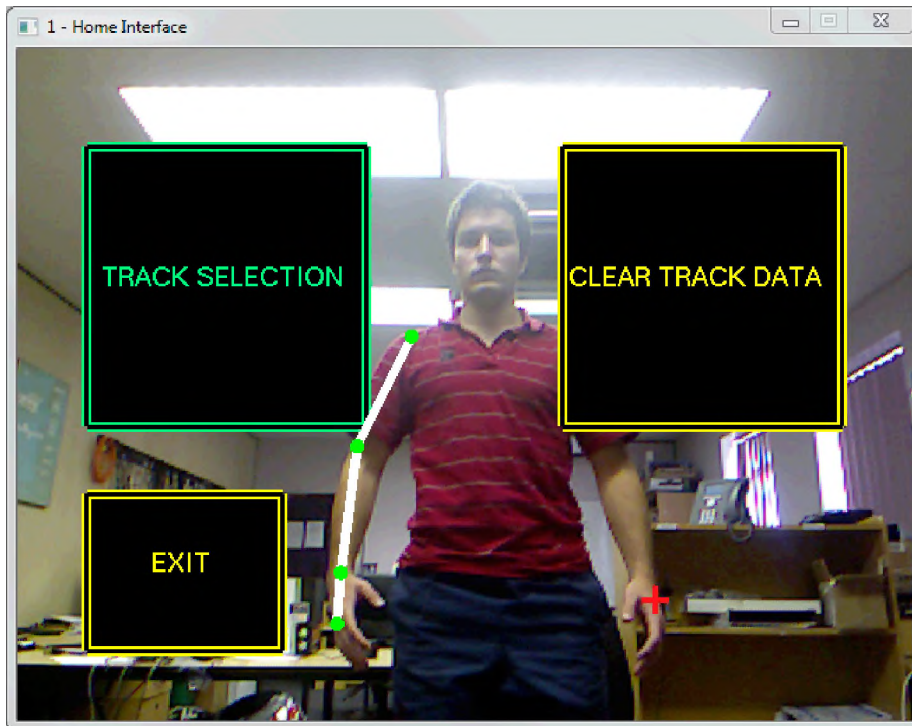 1 - Home Interface
TRACK SELECTION
CLEAR TRACK DATA
EXIT